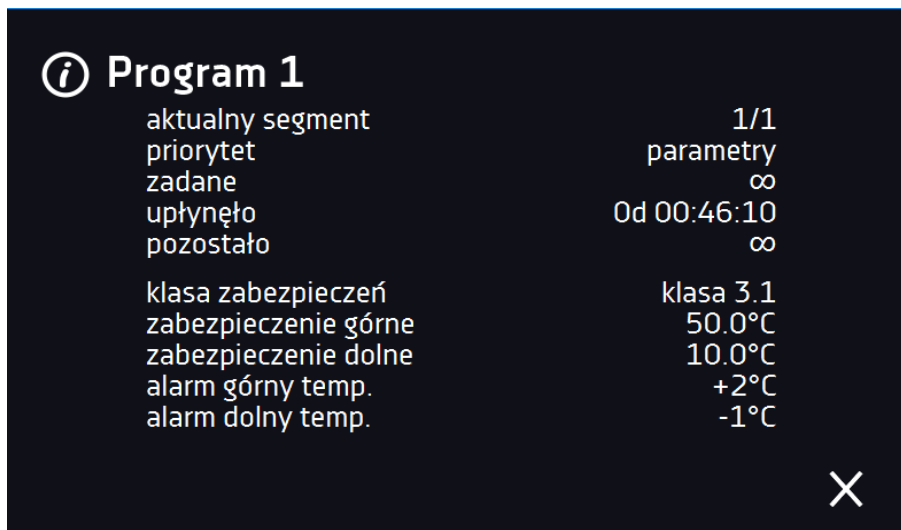 i Program 1
aktualny segment 1/1
priorytet parametry
zadane ∞
upłynęło 0d 00:46:10
pozostało ∞
klasa zabezpieczeń klasa 3.1
zabezpieczenie górne 50.0°C
zabezpieczenie dolne 10.0°C
alarm górny temp. +2°C
alarm dolny temp. -1°C